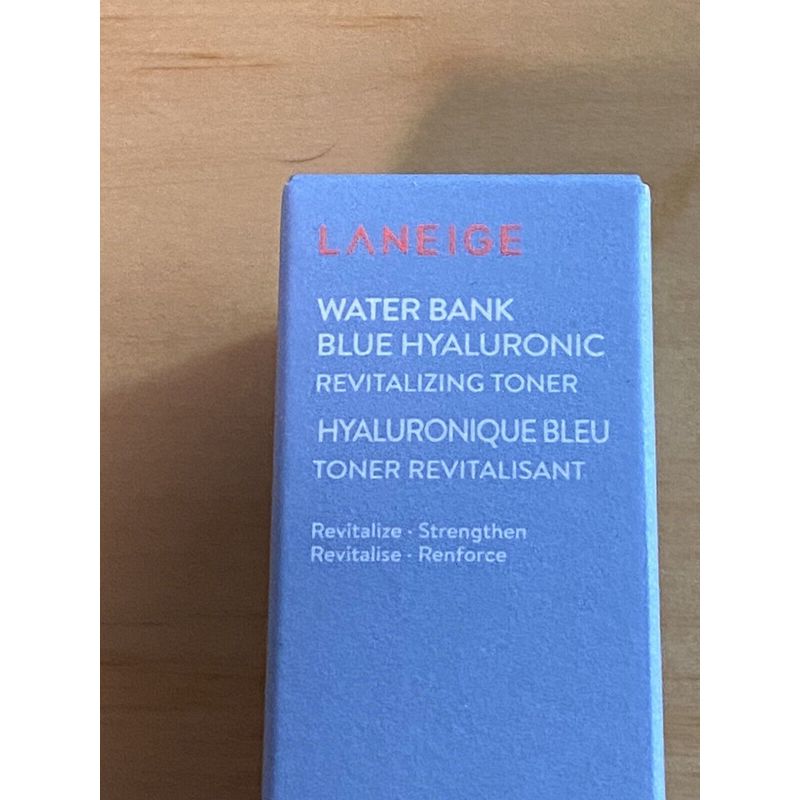 LANEIGE
WATER BANK
BLUE HYALURONIC
REVITALIZING TONER
HYALURONIQUE BLEU
TONER REVITALISANT
Revitalize · Strengthen
Revitalise · Renforce